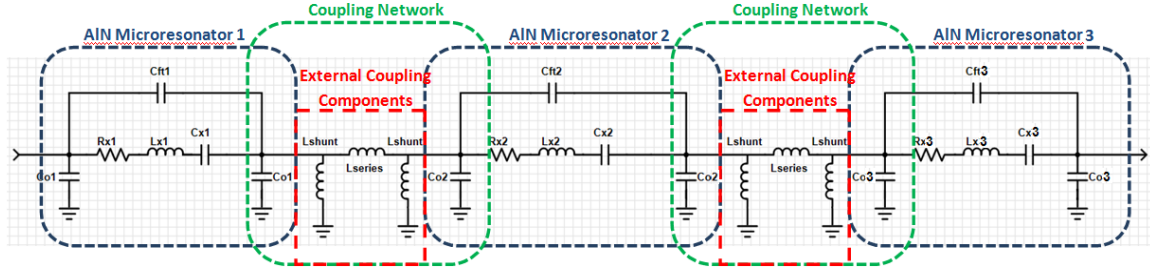 Coupling Network
Coupling Network
AlN Microresonator 1
AlN Microresonator 2
AlN Microresonator 3
External Coupling
Components
External Coupling
Components
Cft1
Cft2
Cft3
Rx1
Lx1
Cx1
Lshunt
Lshunt
Lseries
Rx2
Lx2
Cx2
Lshunt
Lshunt
Lseries
Rx3
Lx3
Cx3
Co1
Co1
Co2
Co2
Co3
Co3